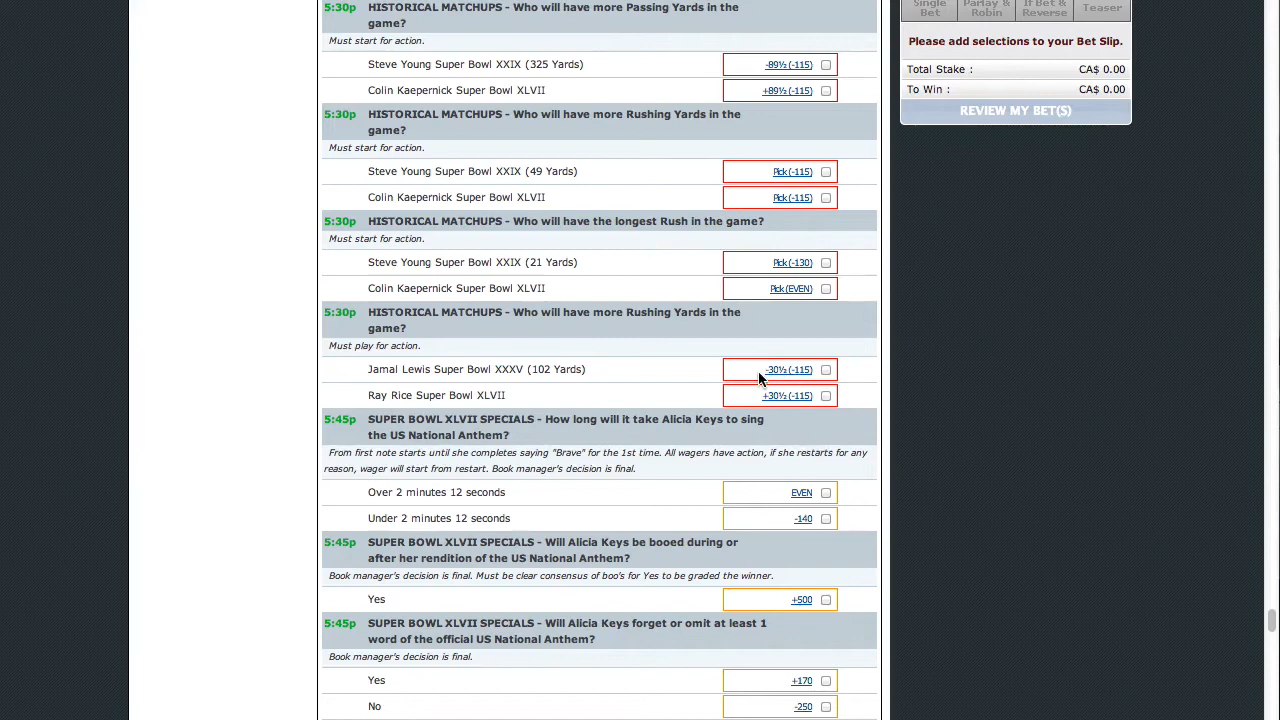 5:30p HISTORICAL MATCHUPS - Who will have more Passing Yards in the
game?
Must start for action.
Steve Young Super Bowl XXIX (325 Yards) -89½ (-115)
Colin Kaepernick Super Bowl XLVII +89½ (-115)
5:30p HISTORICAL MATCHUPS - Who will have more Rushing Yards in the
game?
Must start for action.
Steve Young Super Bowl XXIX (49 Yards) Pick (-115)
Colin Kaepernick Super Bowl XLVII Pick (-115)
5:30p HISTORICAL MATCHUPS - Who will have the longest Rush in the game?
Must start for action.
Steve Young Super Bowl XXIX (21 Yards) Pick (-130)
Colin Kaepernick Super Bowl XLVII Pick (EVEN)
5:30p HISTORICAL MATCHUPS - Who will have more Rushing Yards in the
game?
Must play for action.
Jamal Lewis Super Bowl XXXV (102 Yards) -30½ (-115)
Ray Rice Super Bowl XLVII +30½ (-115)
5:45p SUPER BOWL XLVII SPECIALS - How long will it take Alicia Keys to sing
the US National Anthem?
From first note starts until she completes saying "Brave" for the 1st time. All wagers have action, if she restarts for any
reason, wager will start from restart. Book manager's decision is final.
Over 2 minutes 12 seconds EVEN
Under 2 minutes 12 seconds -140
5:45p SUPER BOWL XLVII SPECIALS - Will Alicia Keys be booed during or
after her rendition of the US National Anthem?
Book manager's decision is final. Must be clear consensus of boo's for Yes to be graded the winner.
Yes +500
5:45p SUPER BOWL XLVII SPECIALS - Will Alicia Keys forget or omit at least 1
word of the official US National Anthem?
Book manager's decision is final.
Yes +170
No -250
Single Bet
Parlay & Robin
If Bet & Reverse
Teaser
Please add selections to your Bet Slip.
Total Stake : CA$ 0.00
To Win : CA$ 0.00
REVIEW MY BET(S)